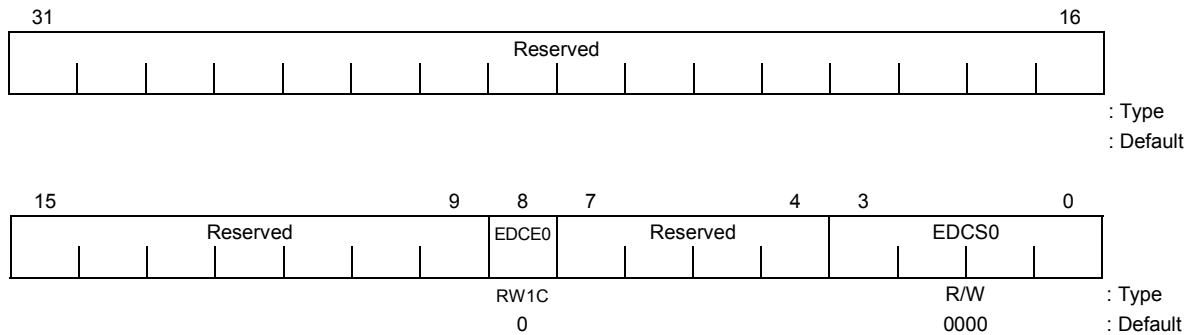 31 16
Reserved
: Type
: Default
15 9 8 7 4 3 0
Reserved EDCE0 Reserved EDCS0
RW1C R/W : Type
0 0000 : Default